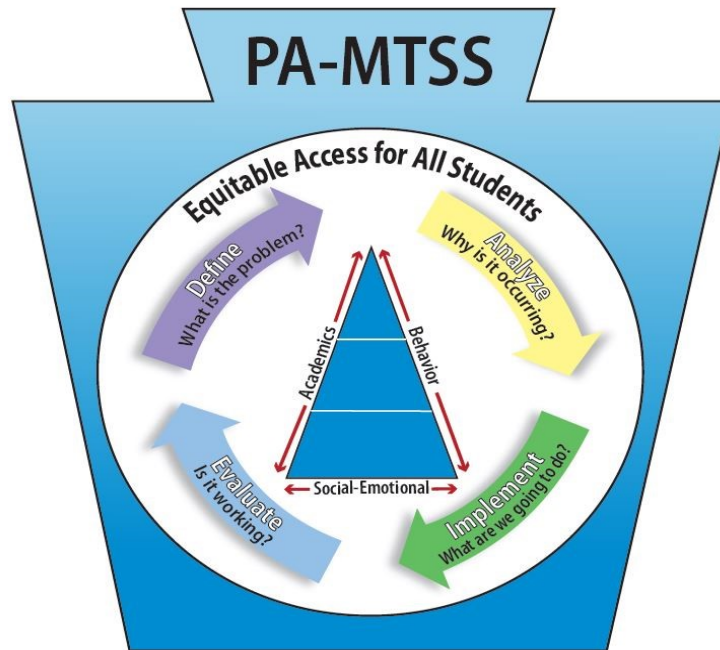 PA-MTSS
Equitable Access for All Students
Define
What is the problem?
Analyze
Why is it occurring?
Academics
Behavior
Social-Emotional
Evaluate
Is it working?
Implement
What are we going to do?